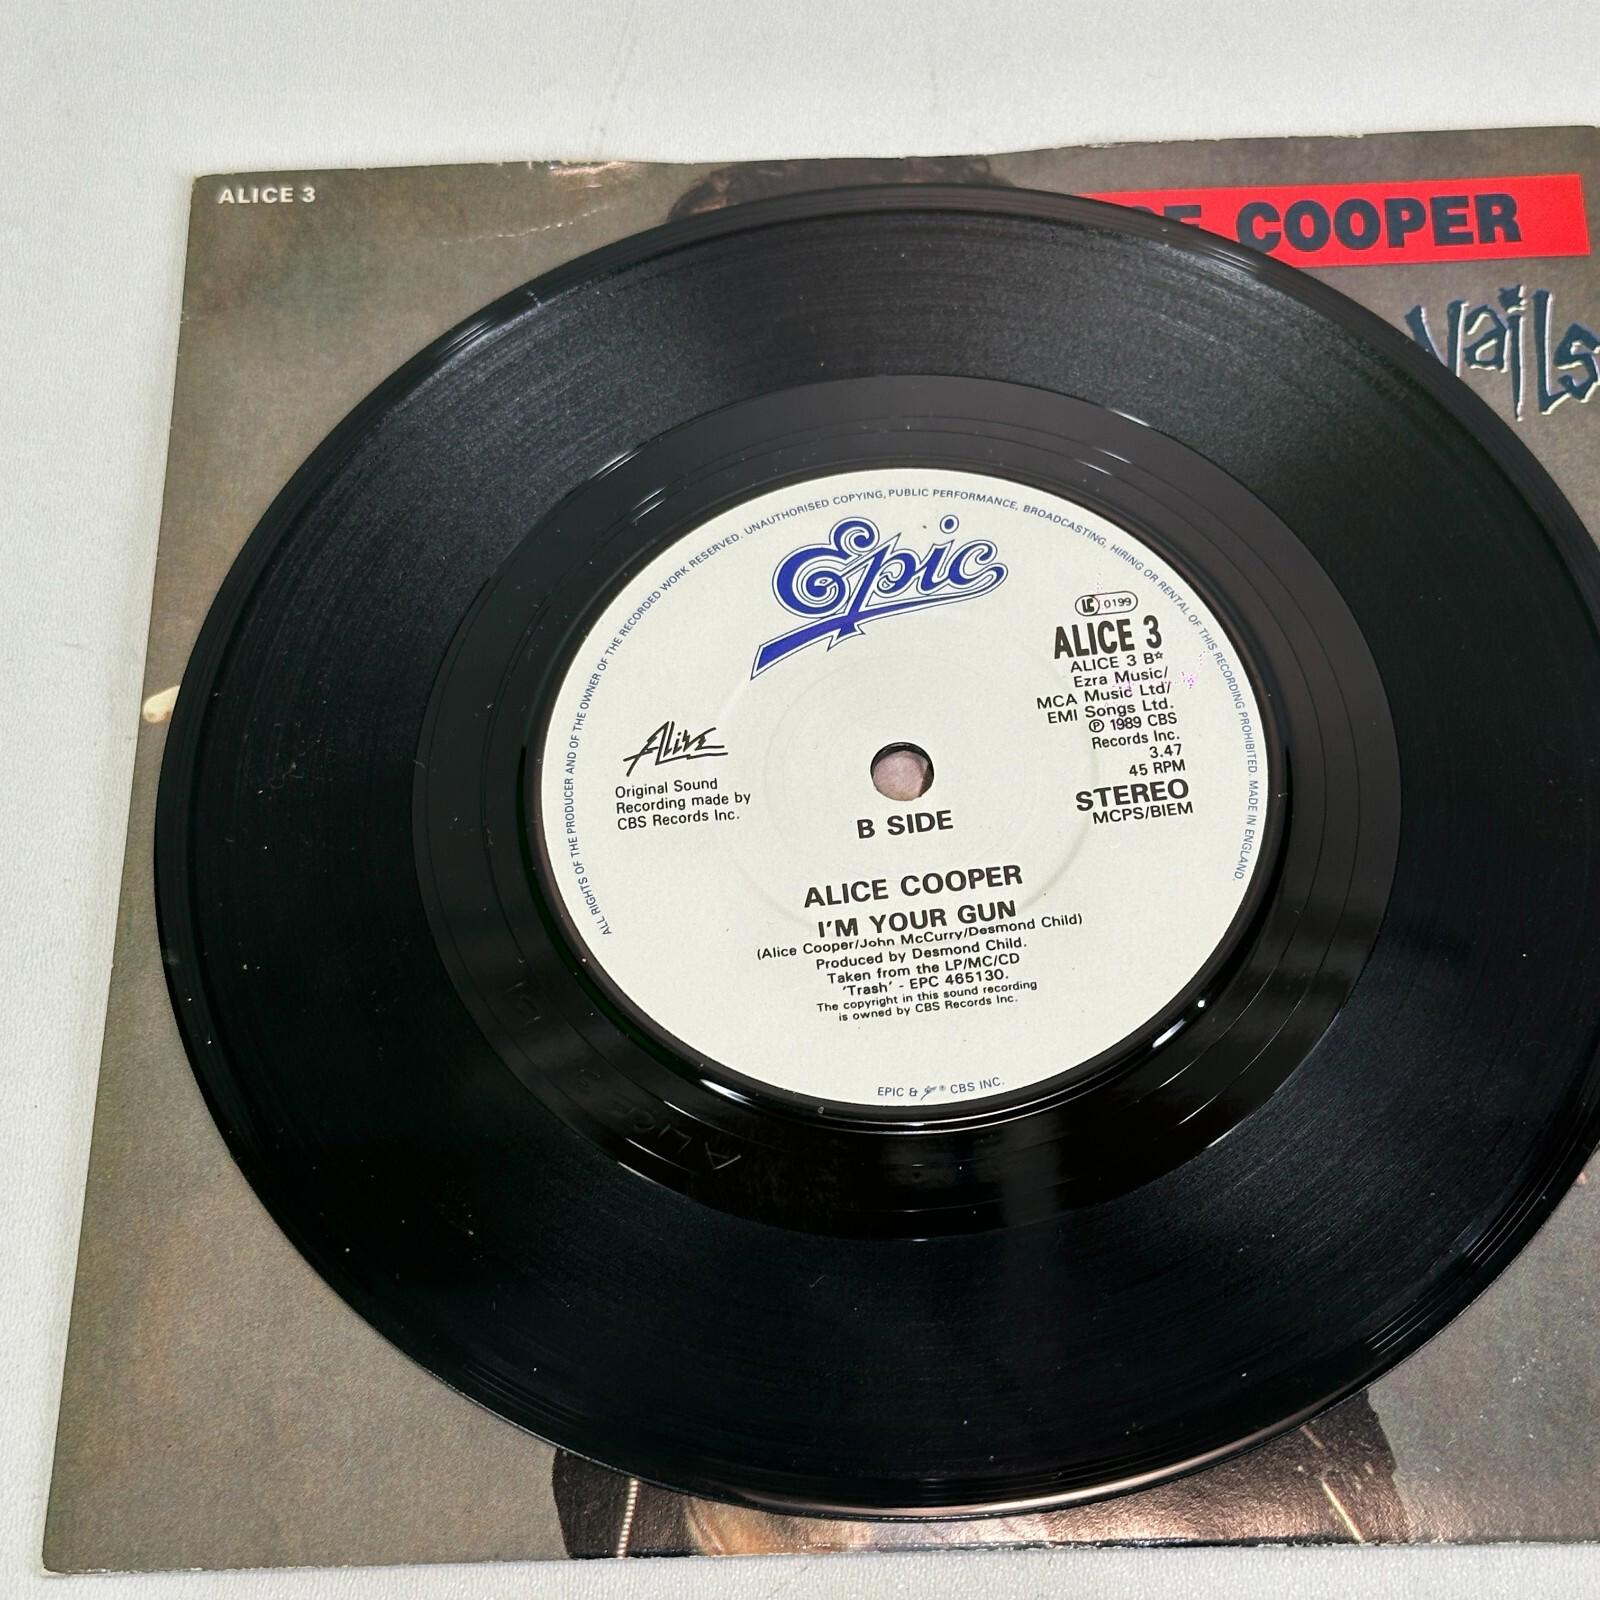 ALICE 3
COOPER
Nails
ALL RIGHTS OF THE PRODUCER AND OF THE OWNER OF THE RECORDED WORK RESERVED. UNAUTHORISED COPYING, PUBLIC PERFORMANCE, BROADCASTING, HIRING OR RENTAL OF THIS RECORDING PROHIBITED. MADE IN ENGLAND.
Epic
LC 0199
ALICE 3
ALICE 3 B☆
Ezra Music/
MCA Music Ltd/
EMI Songs Ltd.
℗ 1989 CBS
Records Inc.
3.47
45 RPM
STEREO
MCPS/BIEM
Alive
Original Sound
Recording made by
CBS Records Inc.
B SIDE
ALICE COOPER
I'M YOUR GUN
(Alice Cooper/John McCurry/Desmond Child)
Produced by Desmond Child.
Taken from the LP/MC/CD
'Trash' - EPC 465130.
The copyright in this sound recording
is owned by CBS Records Inc.
EPIC & ® CBS INC.